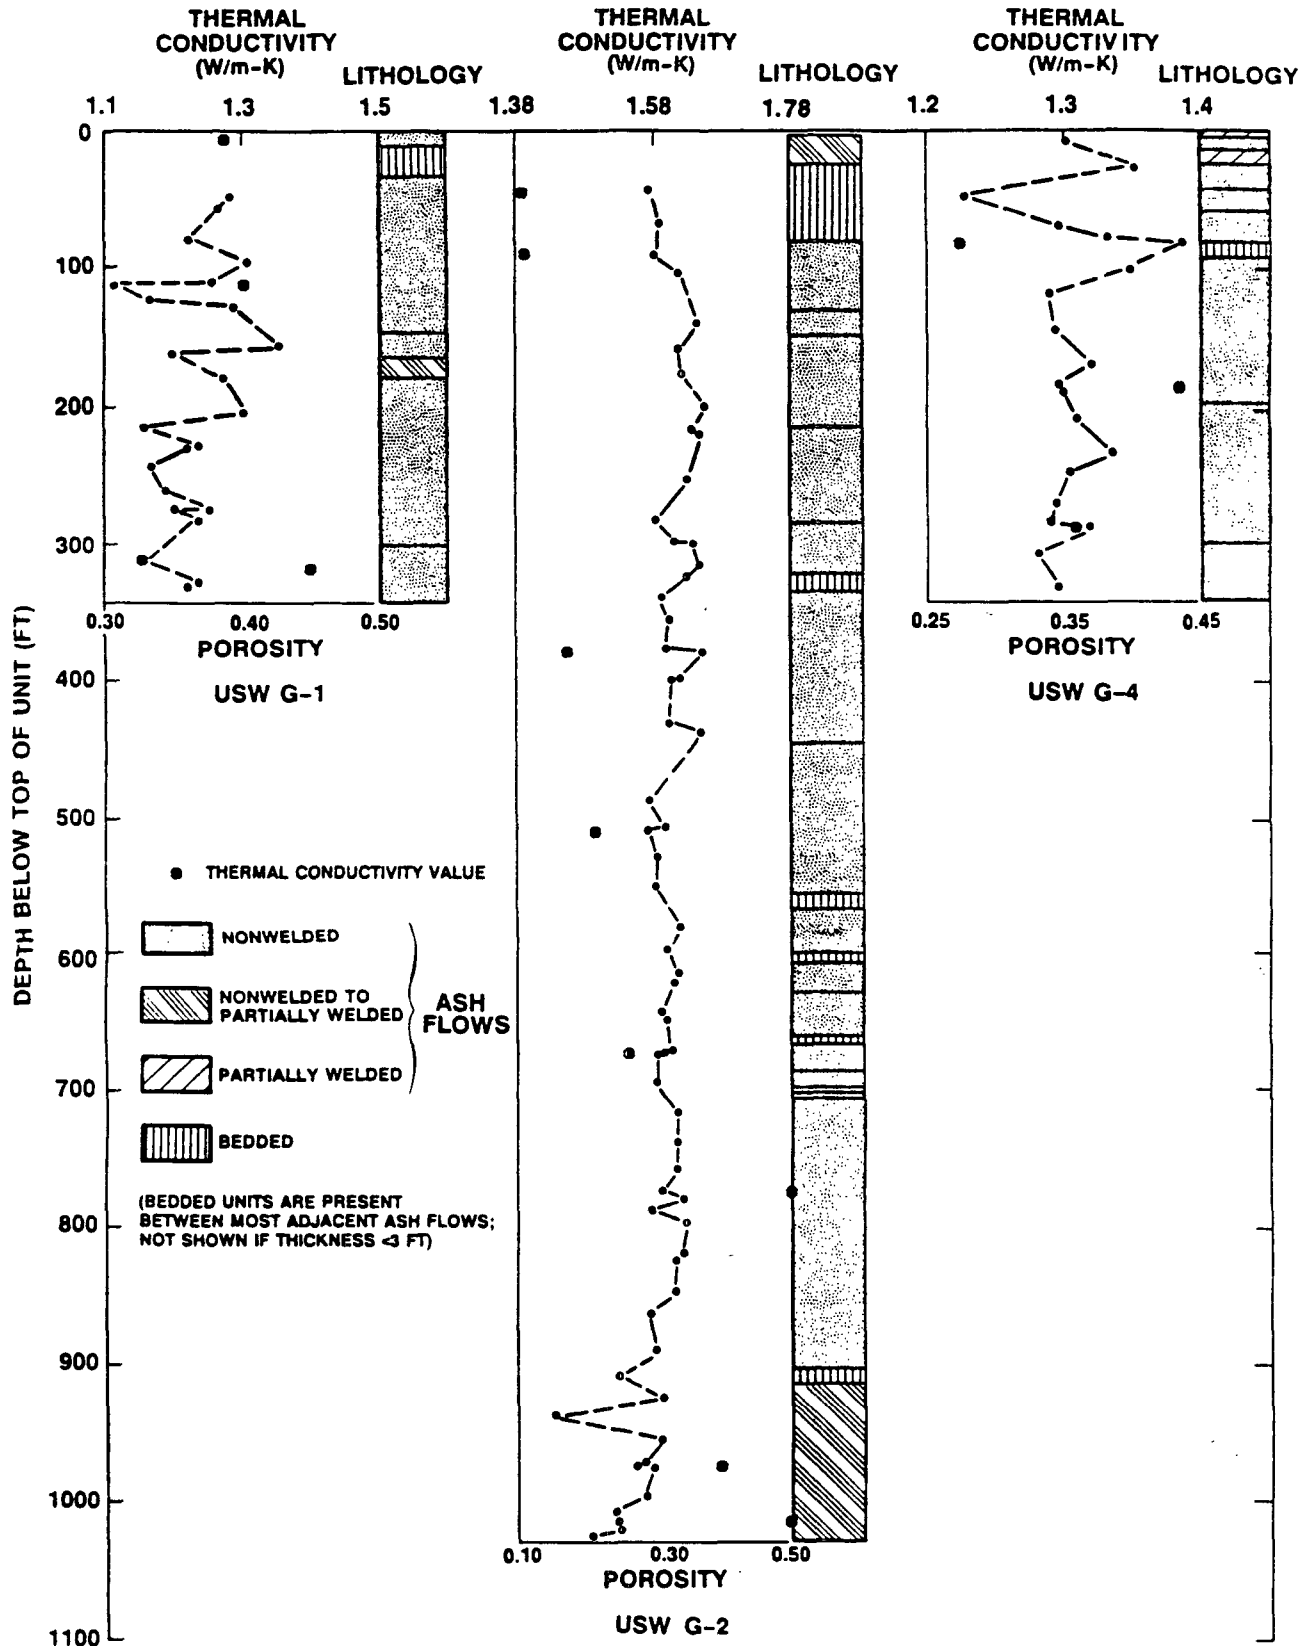 THERMAL
CONDUCTIVITY
(W/m-K)
LITHOLOGY
1.1
1.3
1.5
THERMAL
CONDUCTIVITY
(W/m-K)
LITHOLOGY
1.38
1.58
1.78
THERMAL
CONDUCTIVITY
(W/m-K)
LITHOLOGY
1.2
1.3
1.4
DEPTH BELOW TOP OF UNIT (FT)
0
100
200
300
400
500
600
700
800
900
1000
1100
0.30
0.40
0.50
POROSITY
USW G-1
0.25
0.35
0.45
POROSITY
USW G-4
THERMAL CONDUCTIVITY VALUE
NONWELDED
NONWELDED TO
PARTIALLY WELDED
PARTIALLY WELDED
ASH
FLOWS
BEDDED
(BEDDED UNITS ARE PRESENT
BETWEEN MOST ADJACENT ASH FLOWS;
NOT SHOWN IF THICKNESS <3 FT)
0.10
0.30
0.50
POROSITY
USW G-2